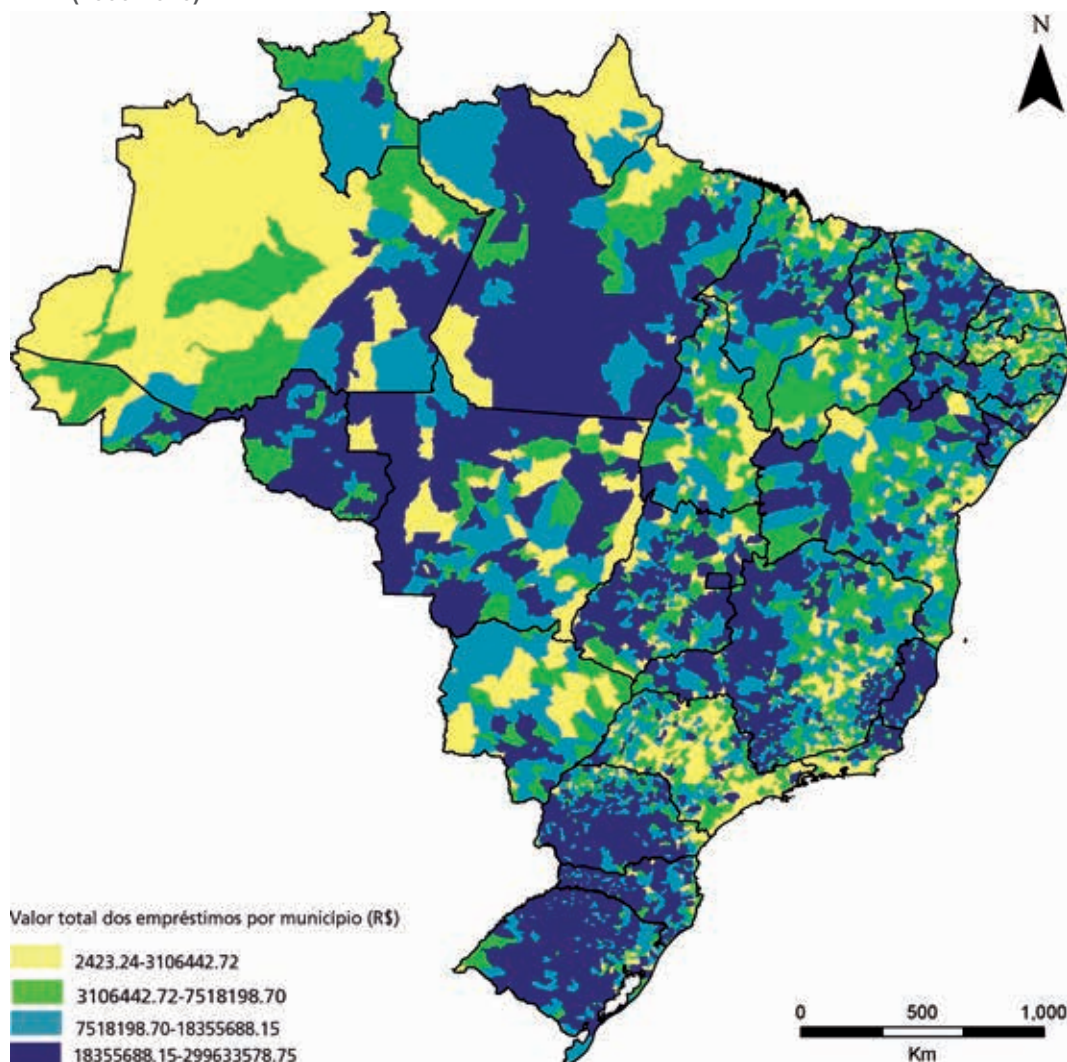 N
Valor total dos empréstimos por município (R$)
2423.24-3106442.72
3106442.72-7518198.70
7518198.70-18355688.15
18355688.15-299633578.75
0 500 1,000
Km